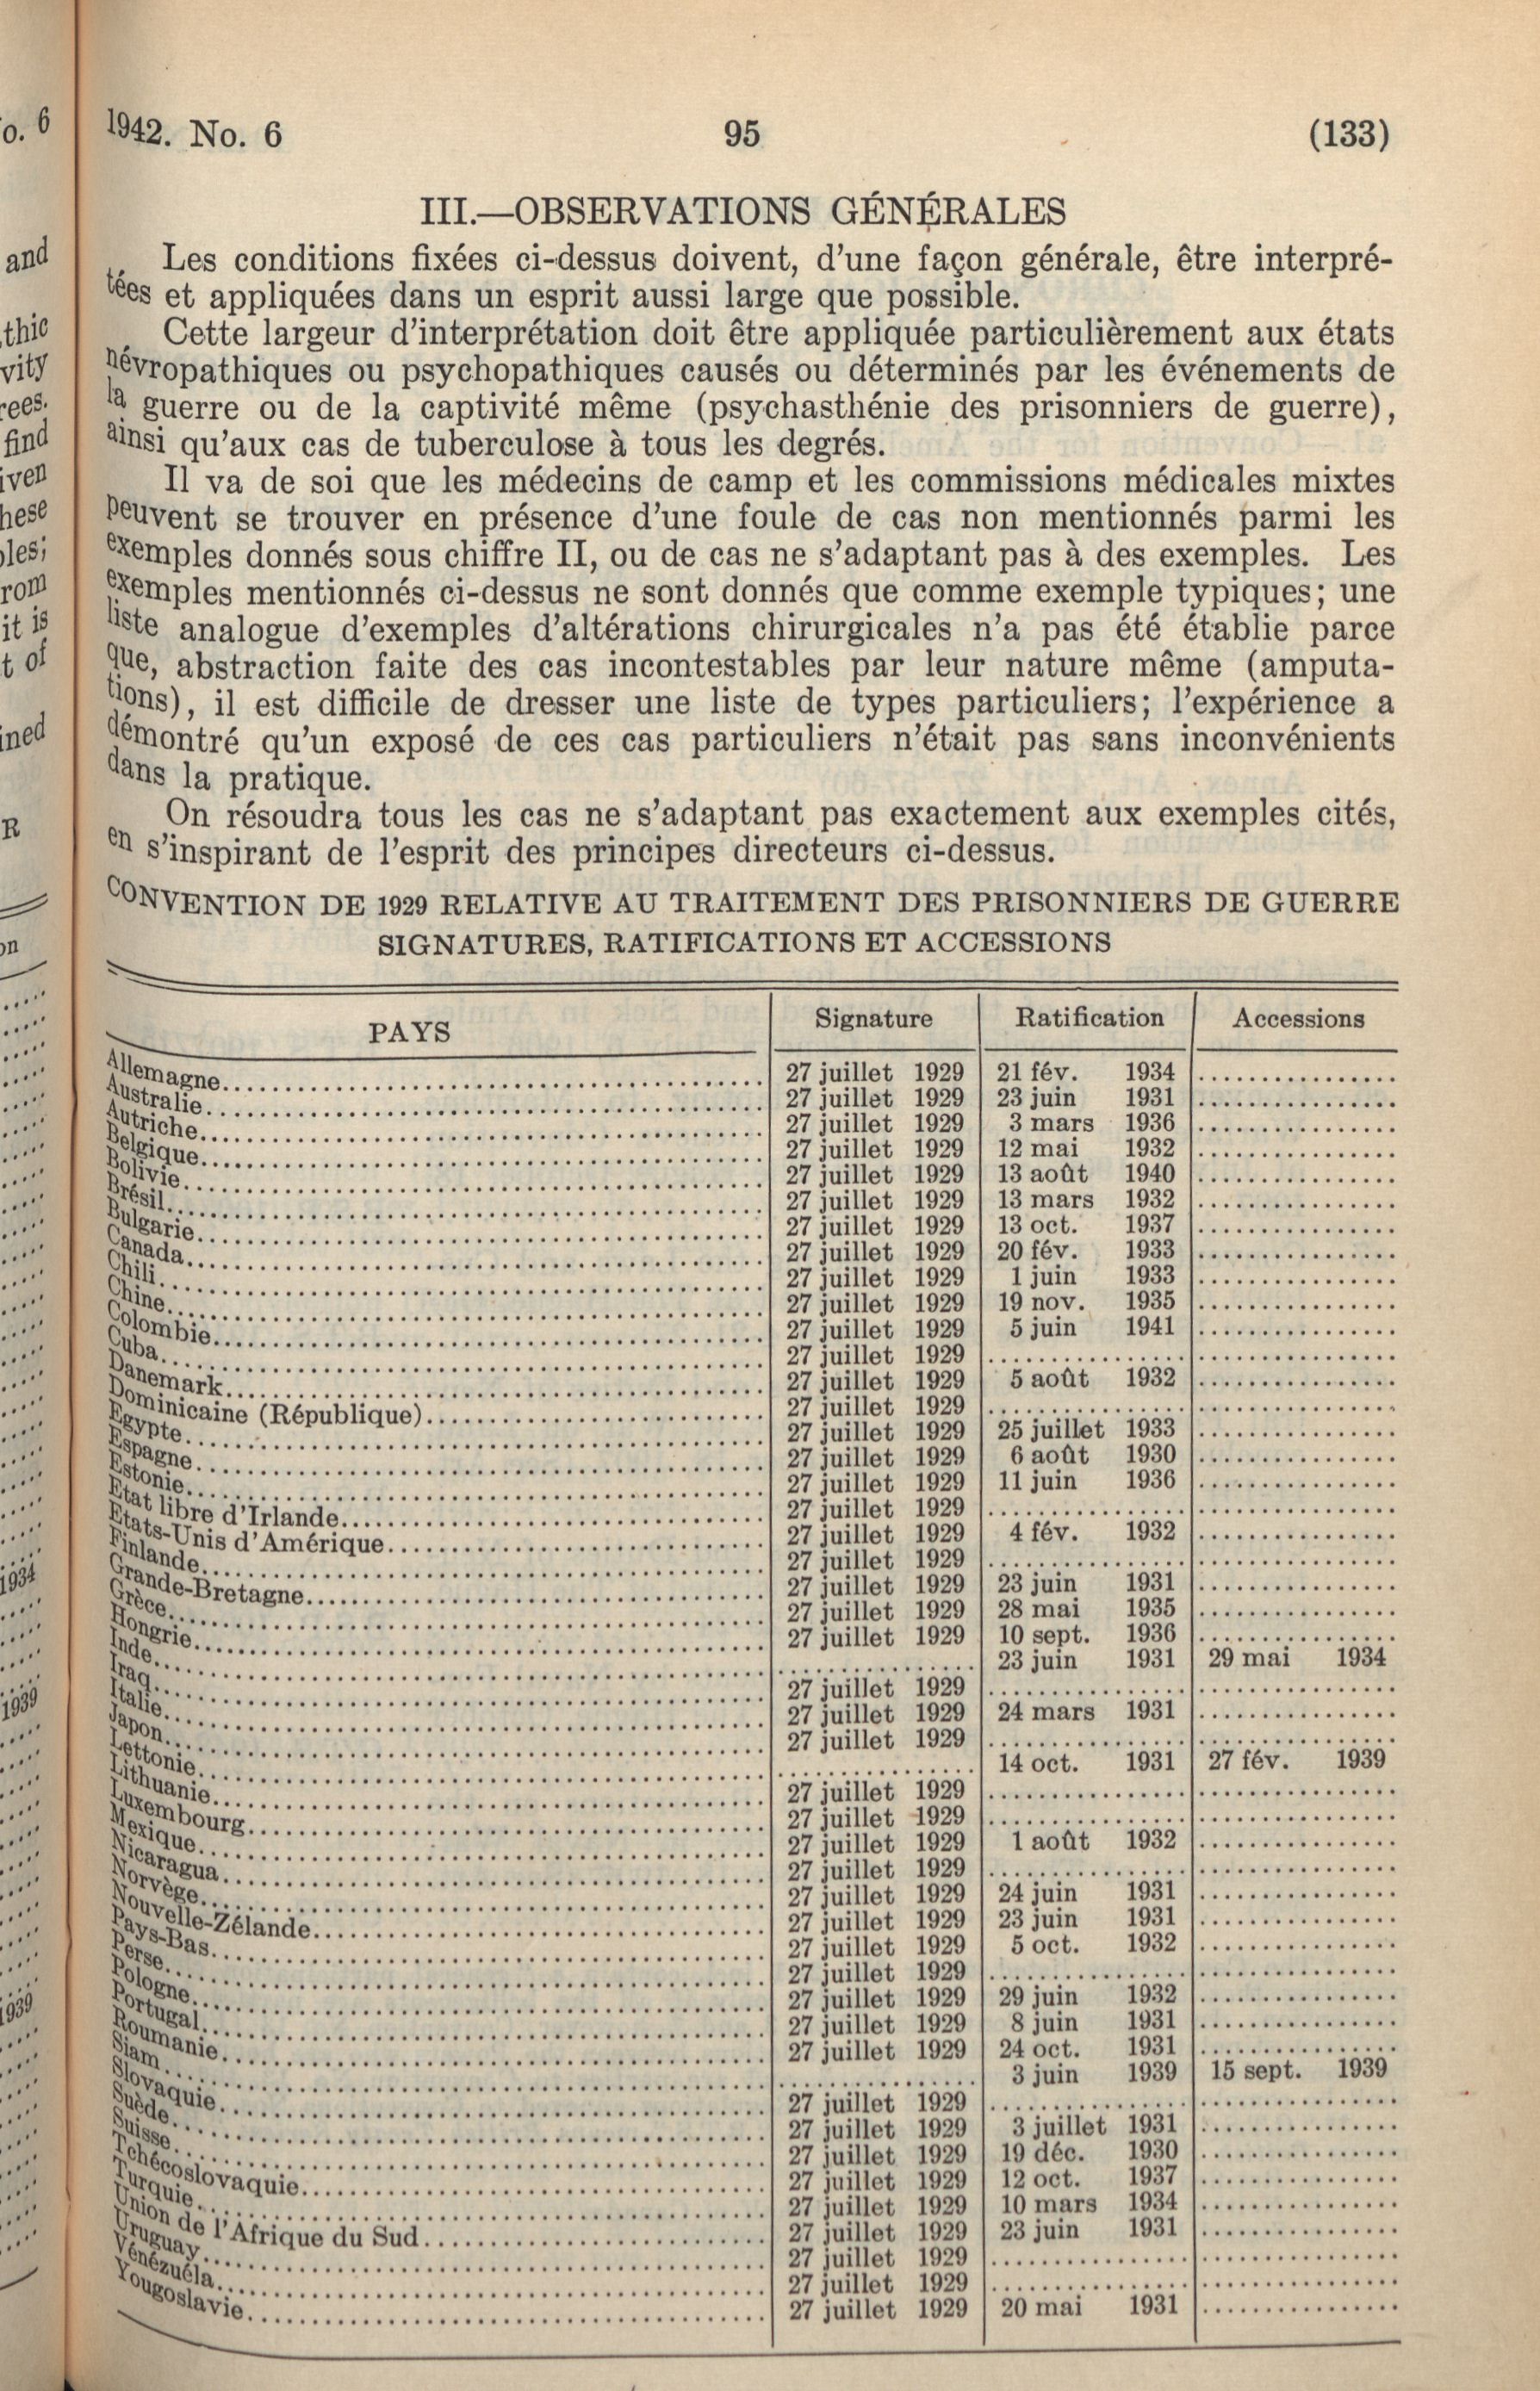 o. 6
and
thic
vity
rees.
find
iven
hese
les;
rom
it is
t of
ined
R
on
1934
1939
1939
1942. No. 6 95 (133)
III.—OBSERVATIONS GÉNÉRALES
Les conditions fixées ci-dessus doivent, d'une façon générale, être interpré-
tées et appliquées dans un esprit aussi large que possible.
Cette largeur d'interprétation doit être appliquée particulièrement aux états
névropathiques ou psychopathiques causés ou déterminés par les événements de
la guerre ou de la captivité même (psychasthénie des prisonniers de guerre),
ainsi qu'aux cas de tuberculose à tous les degrés.
Il va de soi que les médecins de camp et les commissions médicales mixtes
peuvent se trouver en présence d'une foule de cas non mentionnés parmi les
exemples donnés sous chiffre II, ou de cas ne s'adaptant pas à des exemples. Les
exemples mentionnés ci-dessus ne sont donnés que comme exemple typiques; une
liste analogue d'exemples d'altérations chirurgicales n'a pas été établie parce
que, abstraction faite des cas incontestables par leur nature même (amputa-
tions), il est difficile de dresser une liste de types particuliers; l'expérience a
démontré qu'un exposé de ces cas particuliers n'était pas sans inconvénients
dans la pratique.
On résoudra tous les cas ne s'adaptant pas exactement aux exemples cités,
en s'inspirant de l'esprit des principes directeurs ci-dessus.
CONVENTION DE 1929 RELATIVE AU TRAITEMENT DES PRISONNIERS DE GUERRE
SIGNATURES, RATIFICATIONS ET ACCESSIONS
PAYS Signature Ratification Accessions
Allemagne 27 juillet 1929 21 fév. 1934
Australie 27 juillet 1929 23 juin 1931
Autriche 27 juillet 1929 3 mars 1936
Belgique 27 juillet 1929 12 mai 1932
Bolivie 27 juillet 1929 13 août 1940
Brésil 27 juillet 1929 13 mars 1932
Bulgarie 27 juillet 1929 13 oct. 1937
Canada 27 juillet 1929 20 fév. 1933
Chili 27 juillet 1929 1 juin 1933
Chine 27 juillet 1929 19 nov. 1935
Colombie 27 juillet 1929 5 juin 1941
Cuba 27 juillet 1929
Danemark 27 juillet 1929 5 août 1932
Dominicaine (République) 27 juillet 1929
Egypte 27 juillet 1929 25 juillet 1933
Espagne 27 juillet 1929 6 août 1930
Estonie 27 juillet 1929 11 juin 1936
Etat libre d'Irlande 27 juillet 1929
Etats-Unis d'Amérique 27 juillet 1929 4 fév. 1932
Finlande 27 juillet 1929
Grande-Bretagne 27 juillet 1929 23 juin 1931
Grèce 27 juillet 1929 28 mai 1935
Hongrie 27 juillet 1929 10 sept. 1936
Inde 23 juin 1931 29 mai 1934
Iraq 27 juillet 1929
Italie 27 juillet 1929 24 mars 1931
Japon 27 juillet 1929
Lettonie 14 oct. 1931 27 fév. 1939
Lithuanie 27 juillet 1929
Luxembourg 27 juillet 1929
Mexique 27 juillet 1929 1 août 1932
Nicaragua 27 juillet 1929
Norvège 27 juillet 1929 24 juin 1931
Nouvelle-Zélande 27 juillet 1929 23 juin 1931
Pays-Bas 27 juillet 1929 5 oct. 1932
Perse 27 juillet 1929
Pologne 27 juillet 1929 29 juin 1932
Portugal 27 juillet 1929 8 juin 1931
Roumanie 27 juillet 1929 24 oct. 1931
Siam 3 juin 1939 15 sept. 1939
Slovaquie 27 juillet 1929
Suède 27 juillet 1929 3 juillet 1931
Suisse 27 juillet 1929 19 déc. 1930
Tchécoslovaquie 27 juillet 1929 12 oct. 1937
Turquie 27 juillet 1929 10 mars 1934
Union de l'Afrique du Sud 27 juillet 1929 23 juin 1931
Uruguay 27 juillet 1929
Vénézuéla 27 juillet 1929
Yougoslavie 27 juillet 1929 20 mai 1931